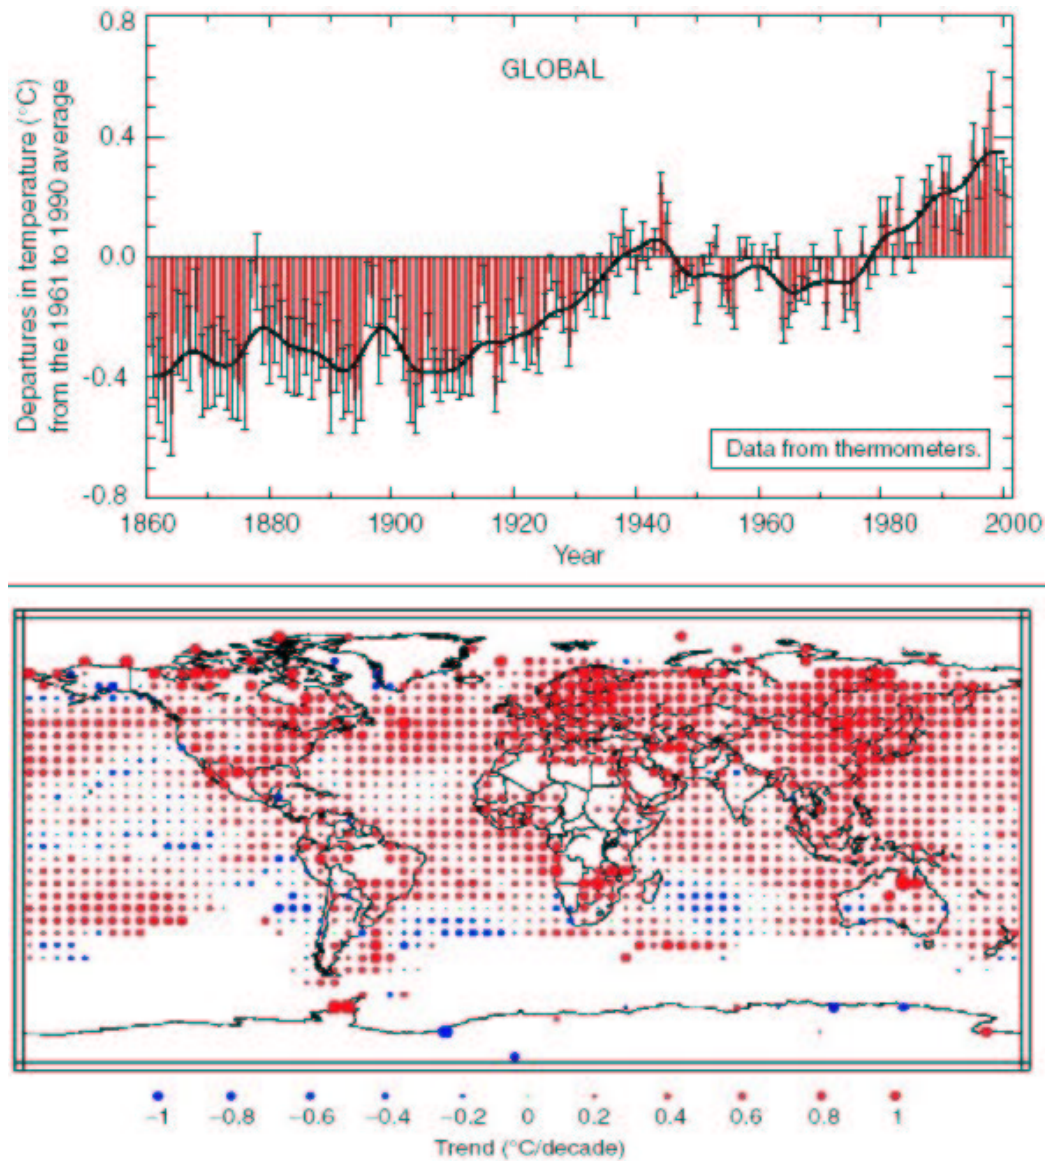 0.8
GLOBAL
0.4
0.0
-0.4
-0.8
Departures in temperature (°C)
from the 1961 to 1990 average
Data from thermometers.
1860 1880 1900 1920 1940 1960 1980 2000
Year
−1 −0.8 −0.6 −0.4 −0.2 0 0.2 0.4 0.6 0.8 1
Trend (°C/decade)